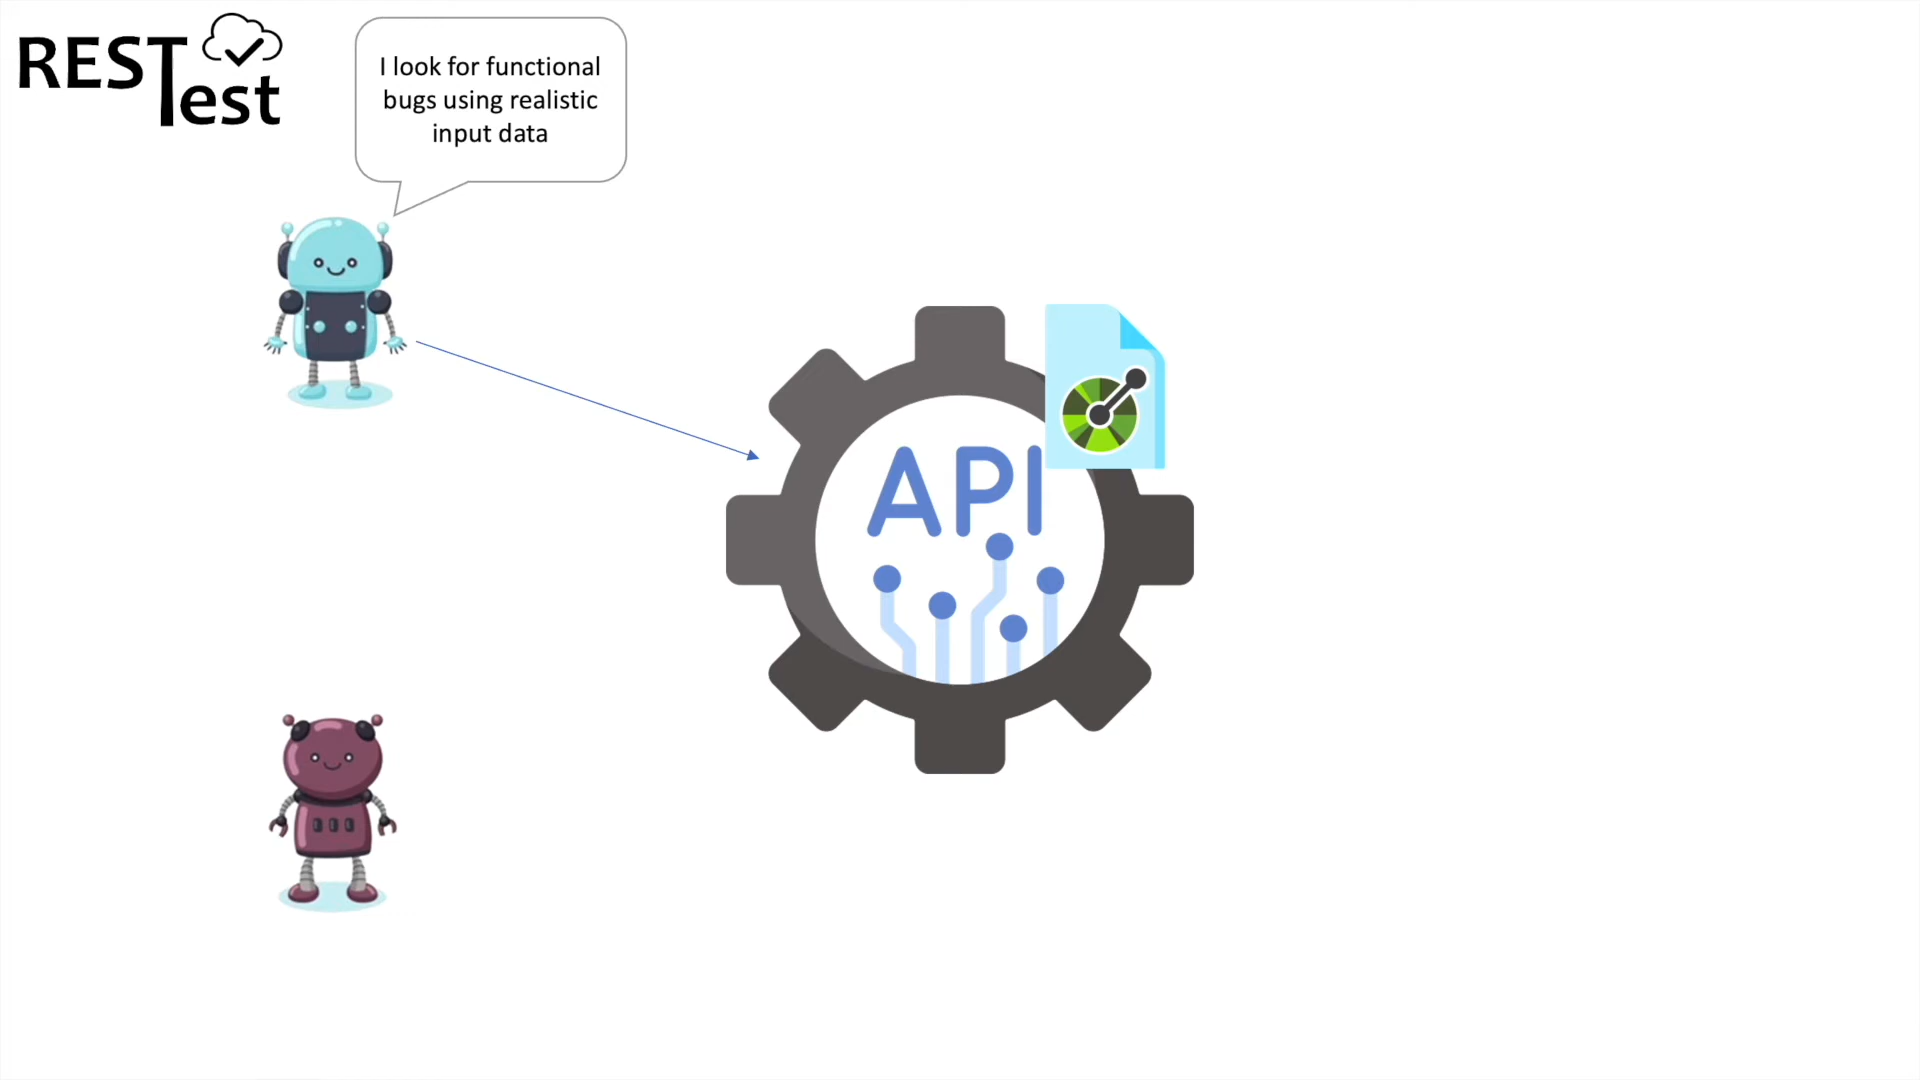 RESTest
I look for functional
bugs using realistic
input data
API